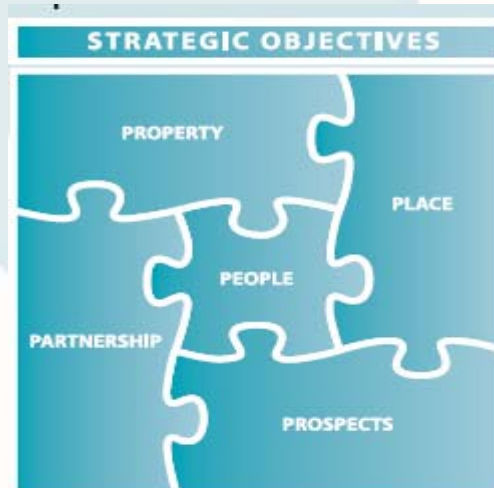 STRATEGIC OBJECTIVES
PROPERTY
PLACE
PEOPLE
PARTNERSHIP
PROSPECTS